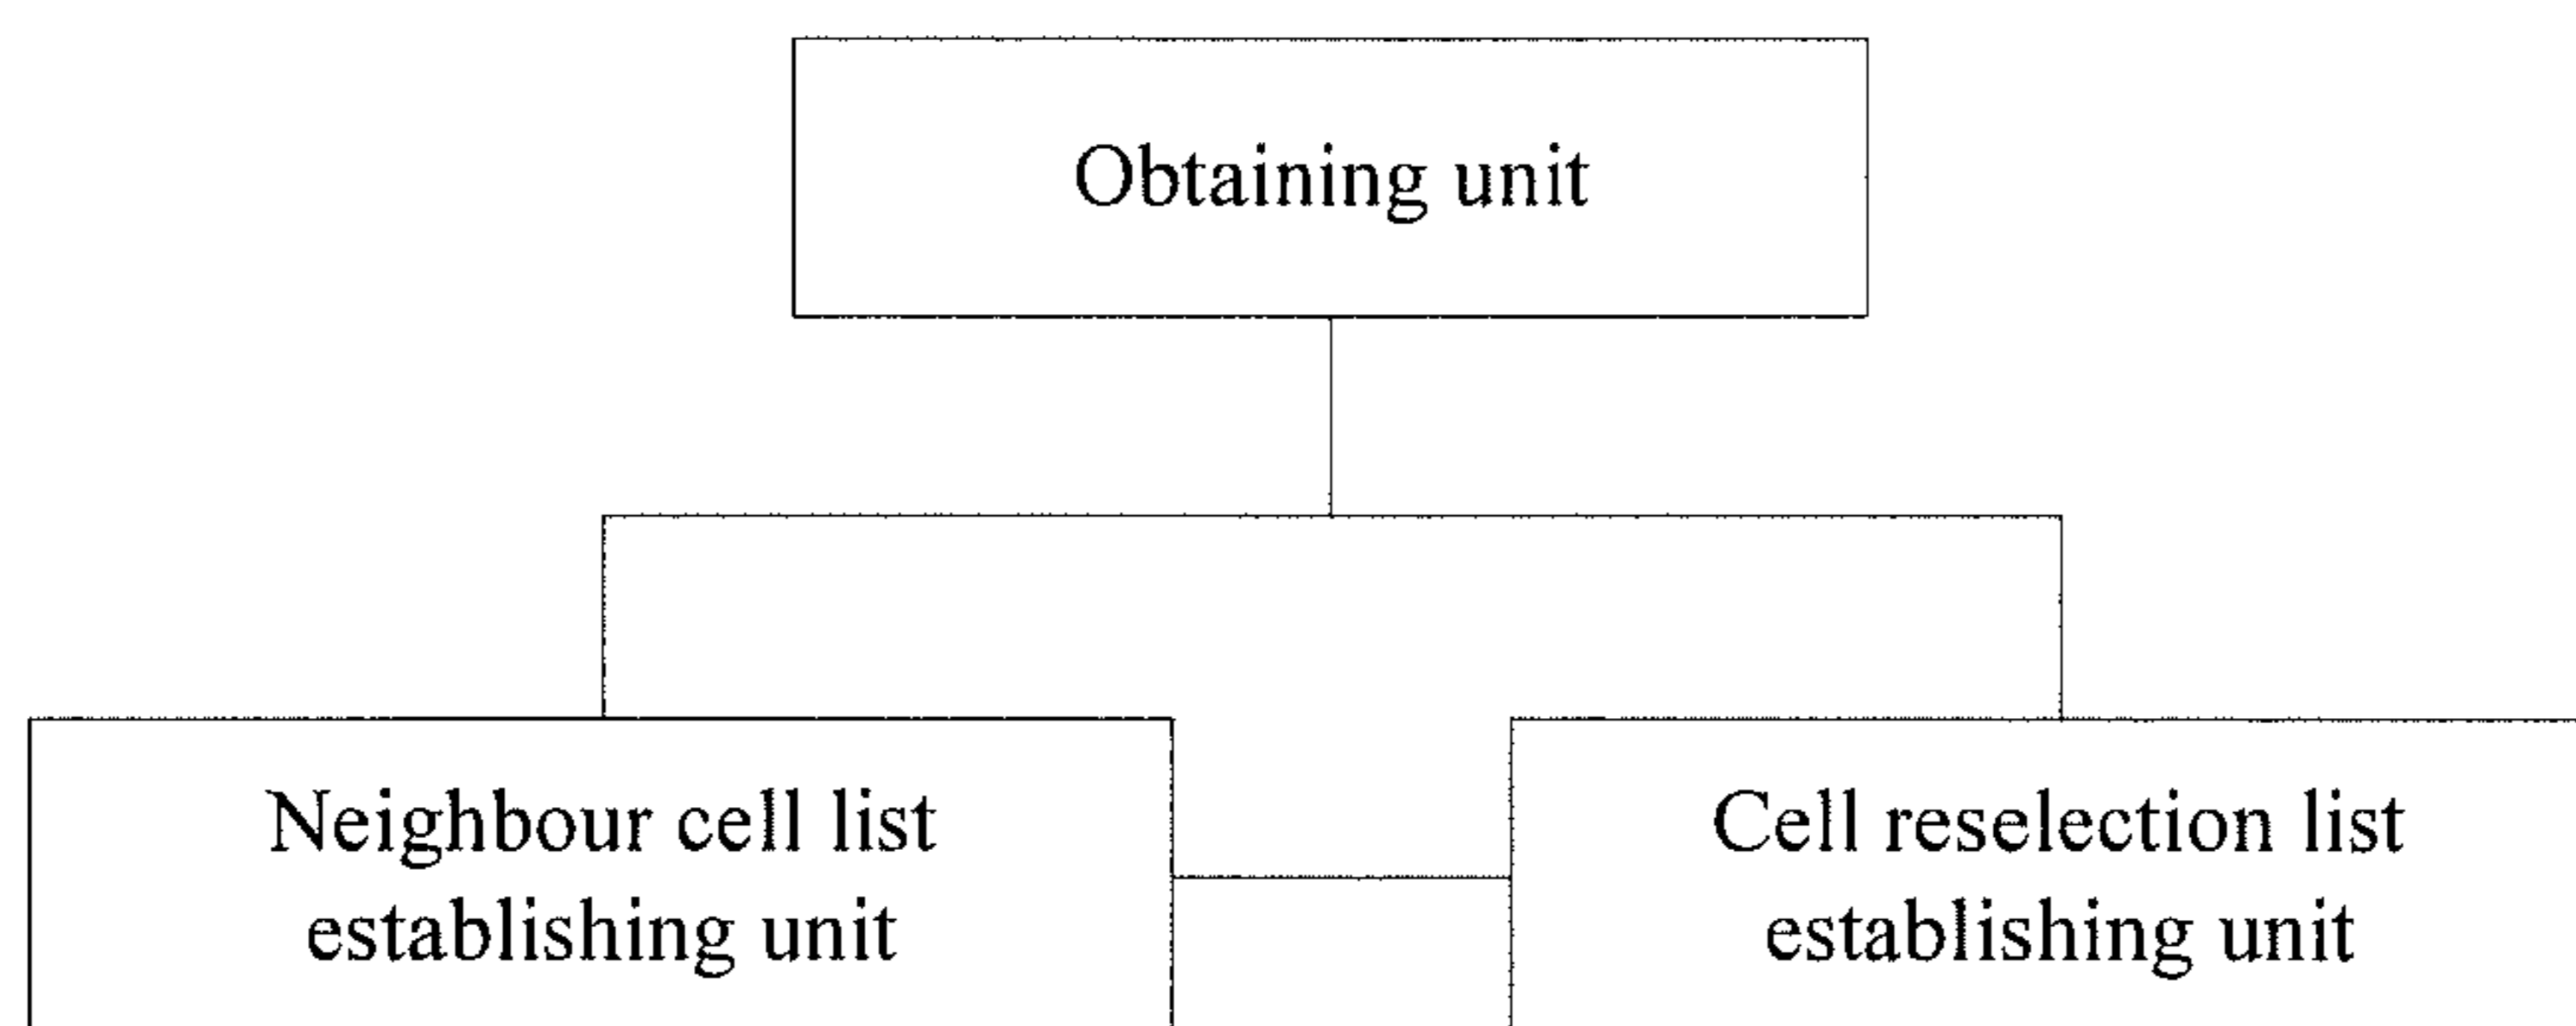 Obtaining unit
Neighbour cell list
establishing unit
Cell reselection list
establishing unit